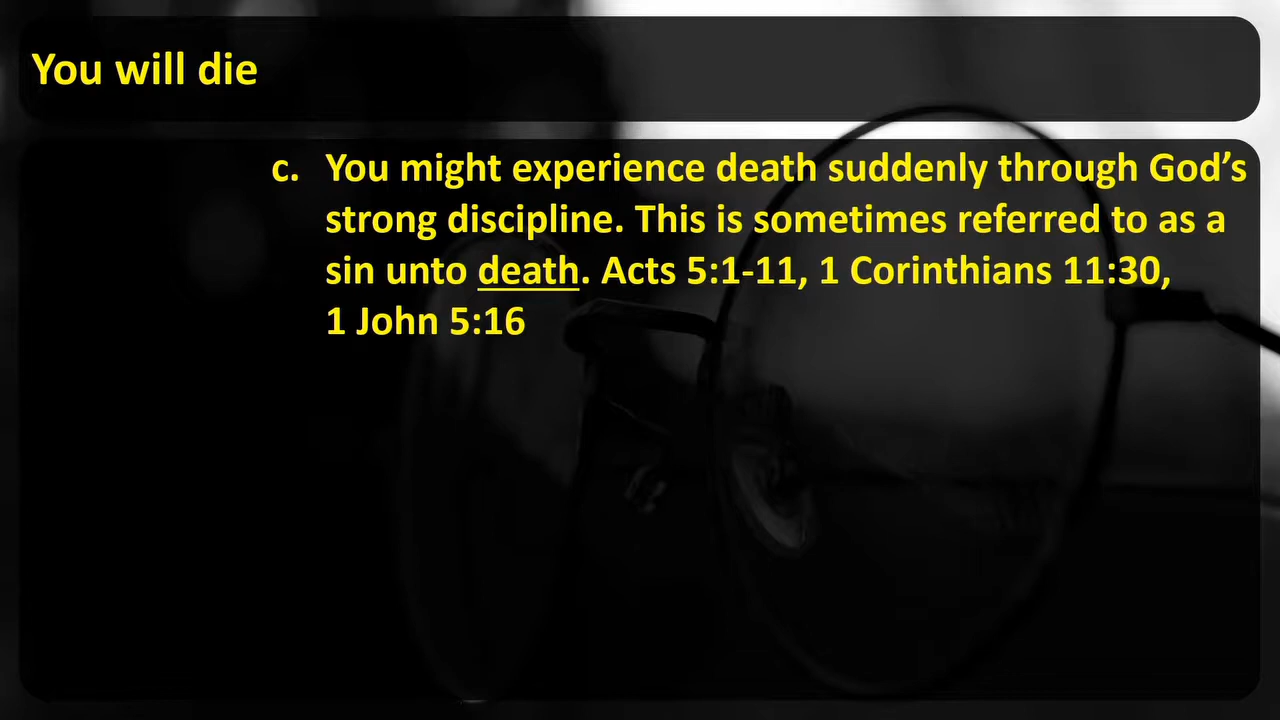 You will die
c. You might experience death suddenly through God’s
strong discipline. This is sometimes referred to as a
sin unto death. Acts 5:1-11, 1 Corinthians 11:30,
1 John 5:16